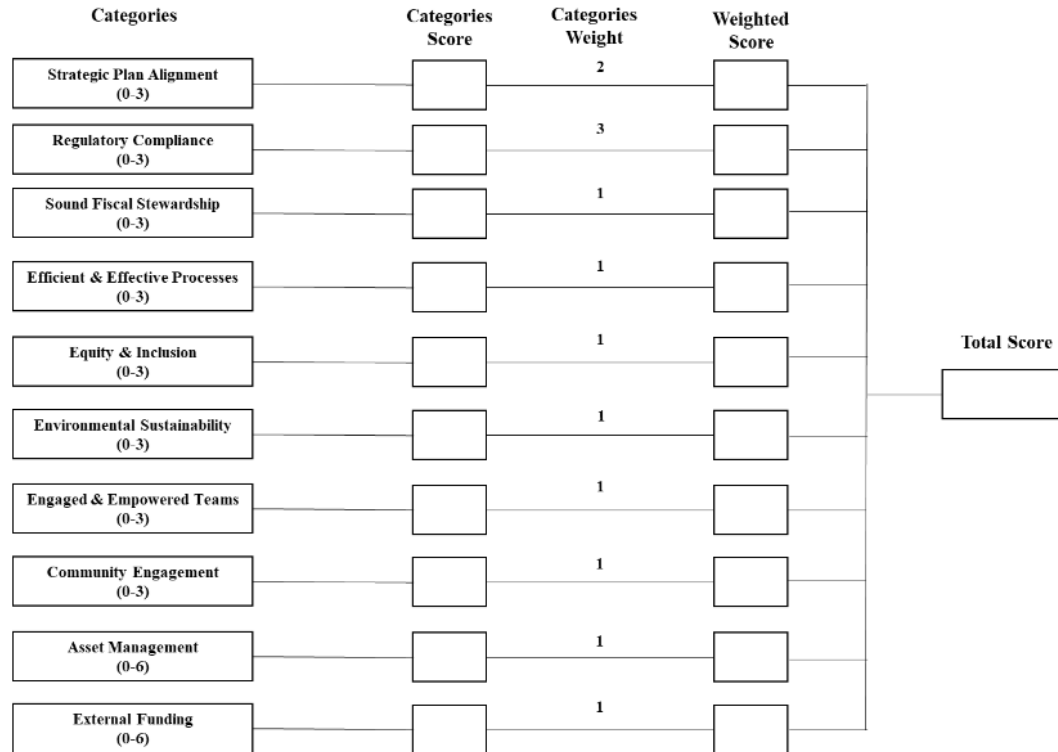 Categories
Categories
Score
Categories
Weight
Weighted
Score
Strategic Plan Alignment
(0-3)
2
Regulatory Compliance
(0-3)
3
Sound Fiscal Stewardship
(0-3)
1
Efficient & Effective Processes
(0-3)
1
Equity & Inclusion
(0-3)
1
Total Score
Environmental Sustainability
(0-3)
1
Engaged & Empowered Teams
(0-3)
1
Community Engagement
(0-3)
1
Asset Management
(0-6)
1
External Funding
(0-6)
1